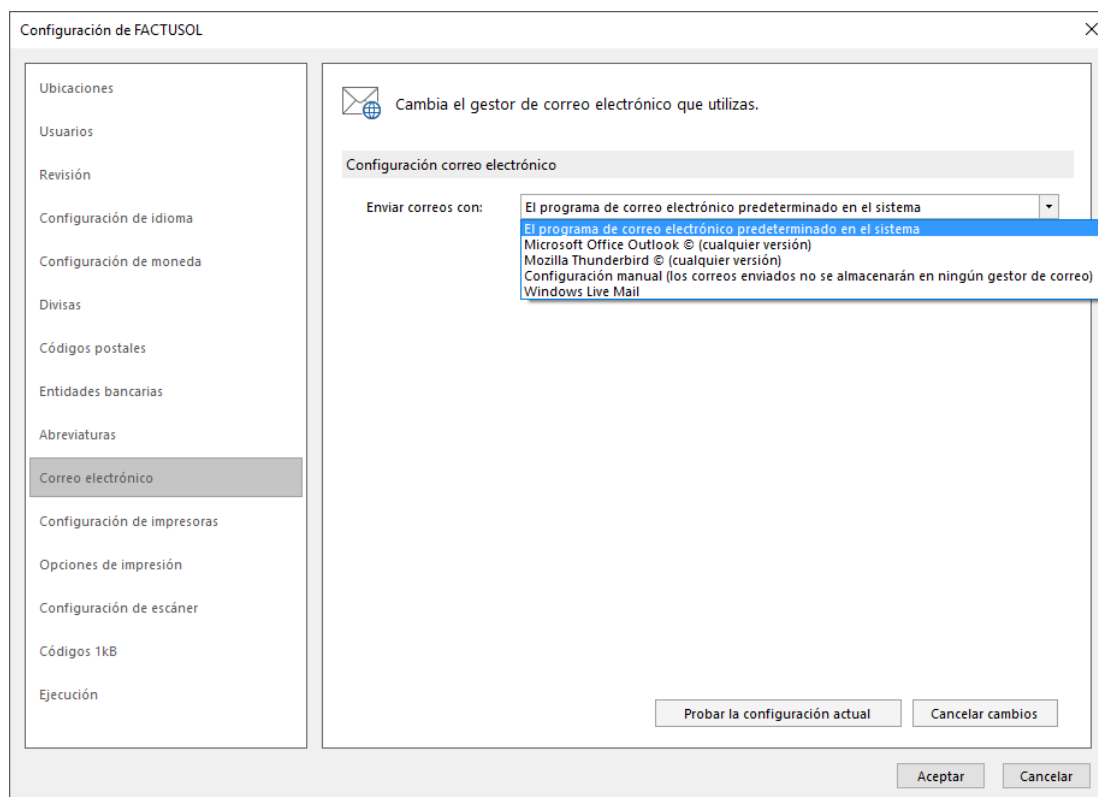 Configuración de FACTUSOL
Ubicaciones
Usuarios
Revisión
Configuración de idioma
Configuración de moneda
Divisas
Códigos postales
Entidades bancarias
Abreviaturas
Correo electrónico
Configuración de impresoras
Opciones de impresión
Configuración de escáner
Códigos 1kB
Ejecución
Cambia el gestor de correo electrónico que utilizas.
Configuración correo electrónico
Enviar correos con: El programa de correo electrónico predeterminado en el sistema
El programa de correo electrónico predeterminado en el sistema
Microsoft Office Outlook © (cualquier versión)
Mozilla Thunderbird © (cualquier versión)
Configuración manual (los correos enviados no se almacenarán en ningún gestor de correo)
Windows Live Mail
Probar la configuración actual Cancelar cambios
Aceptar Cancelar